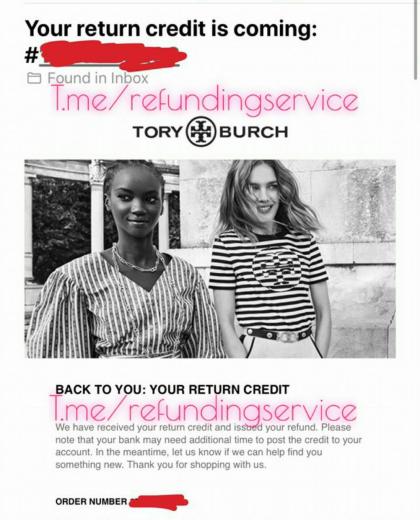 Your return credit is coming:
#
Found in Inbox
T.me/refundingservice
TORY BURCH
BACK TO YOU: YOUR RETURN CREDIT
T.me/refundingservice
We have received your return credit and issued your refund. Please
note that your bank may need additional time to post the credit to your
account. In the meantime, let us know if we can help find you
something new. Thank you for shopping with us.
ORDER NUMBER